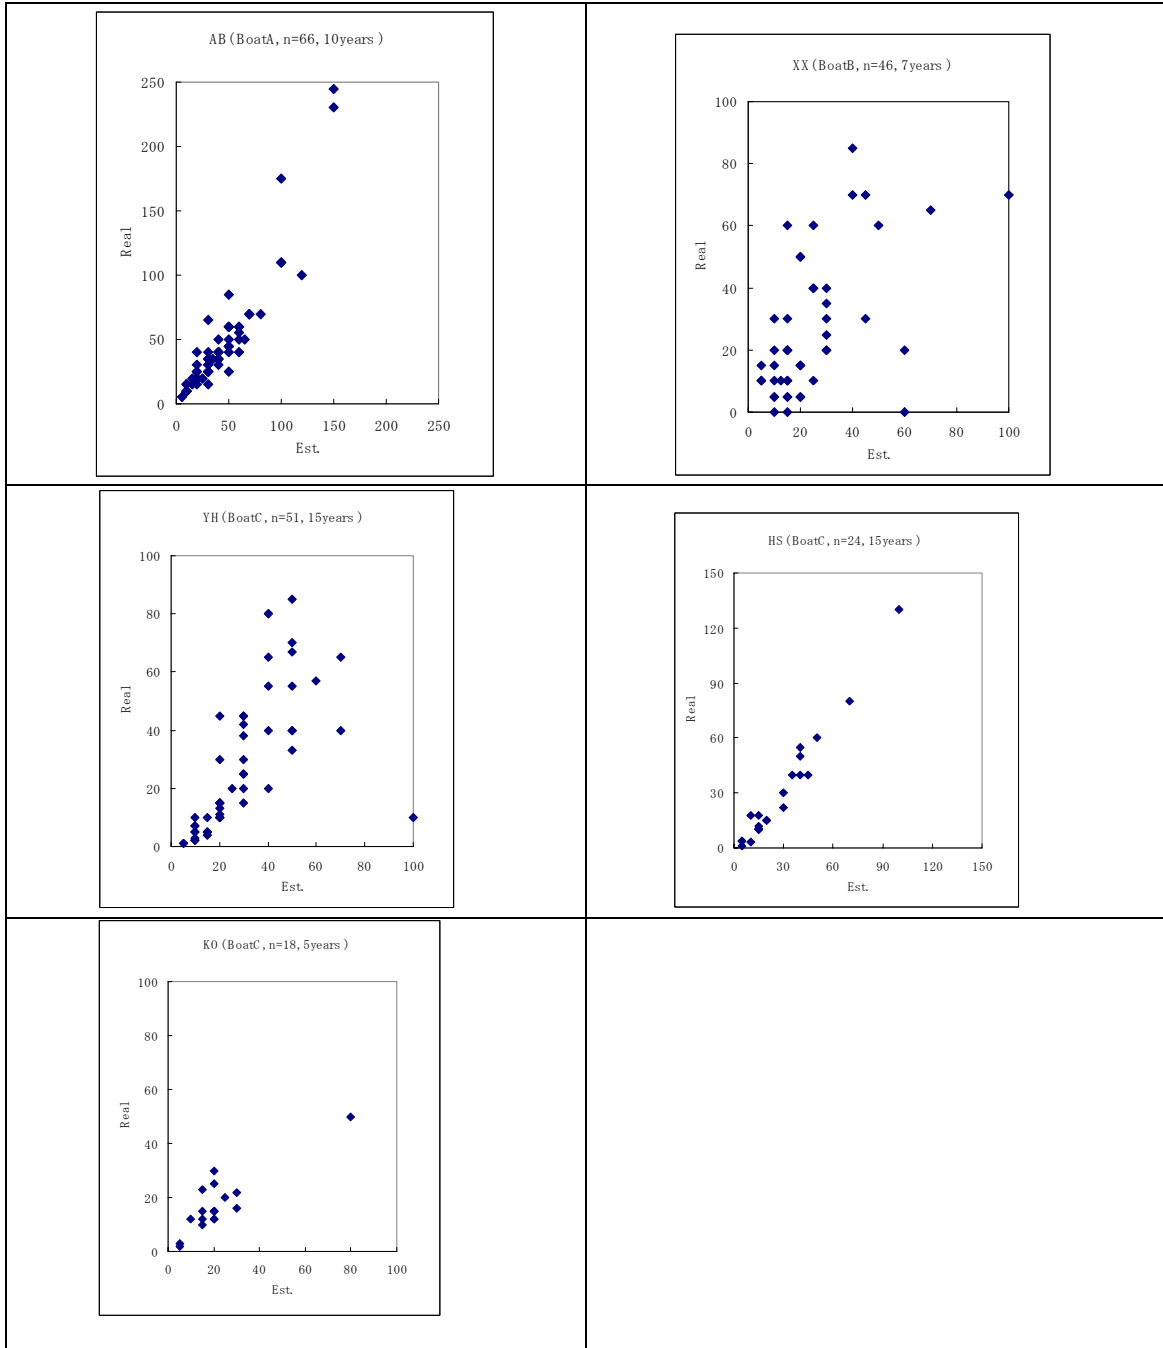 AB(BoatA,n=66,10years)
250
200
150
100
50
0
Real
0 50 100 150 200 250
Est.
XX(BoatB,n=46,7years)
100
80
60
40
20
0
Real
0 20 40 60 80 100
Est.
YH(BoatC,n=51,15years)
100
80
60
40
20
0
Real
0 20 40 60 80 100
Est.
HS(BoatC,n=24,15years)
150
120
90
60
30
0
Real
0 30 60 90 120 150
Est.
KO(BoatC,n=18,5years)
100
80
60
40
20
0
Real
0 20 40 60 80 100
Est.